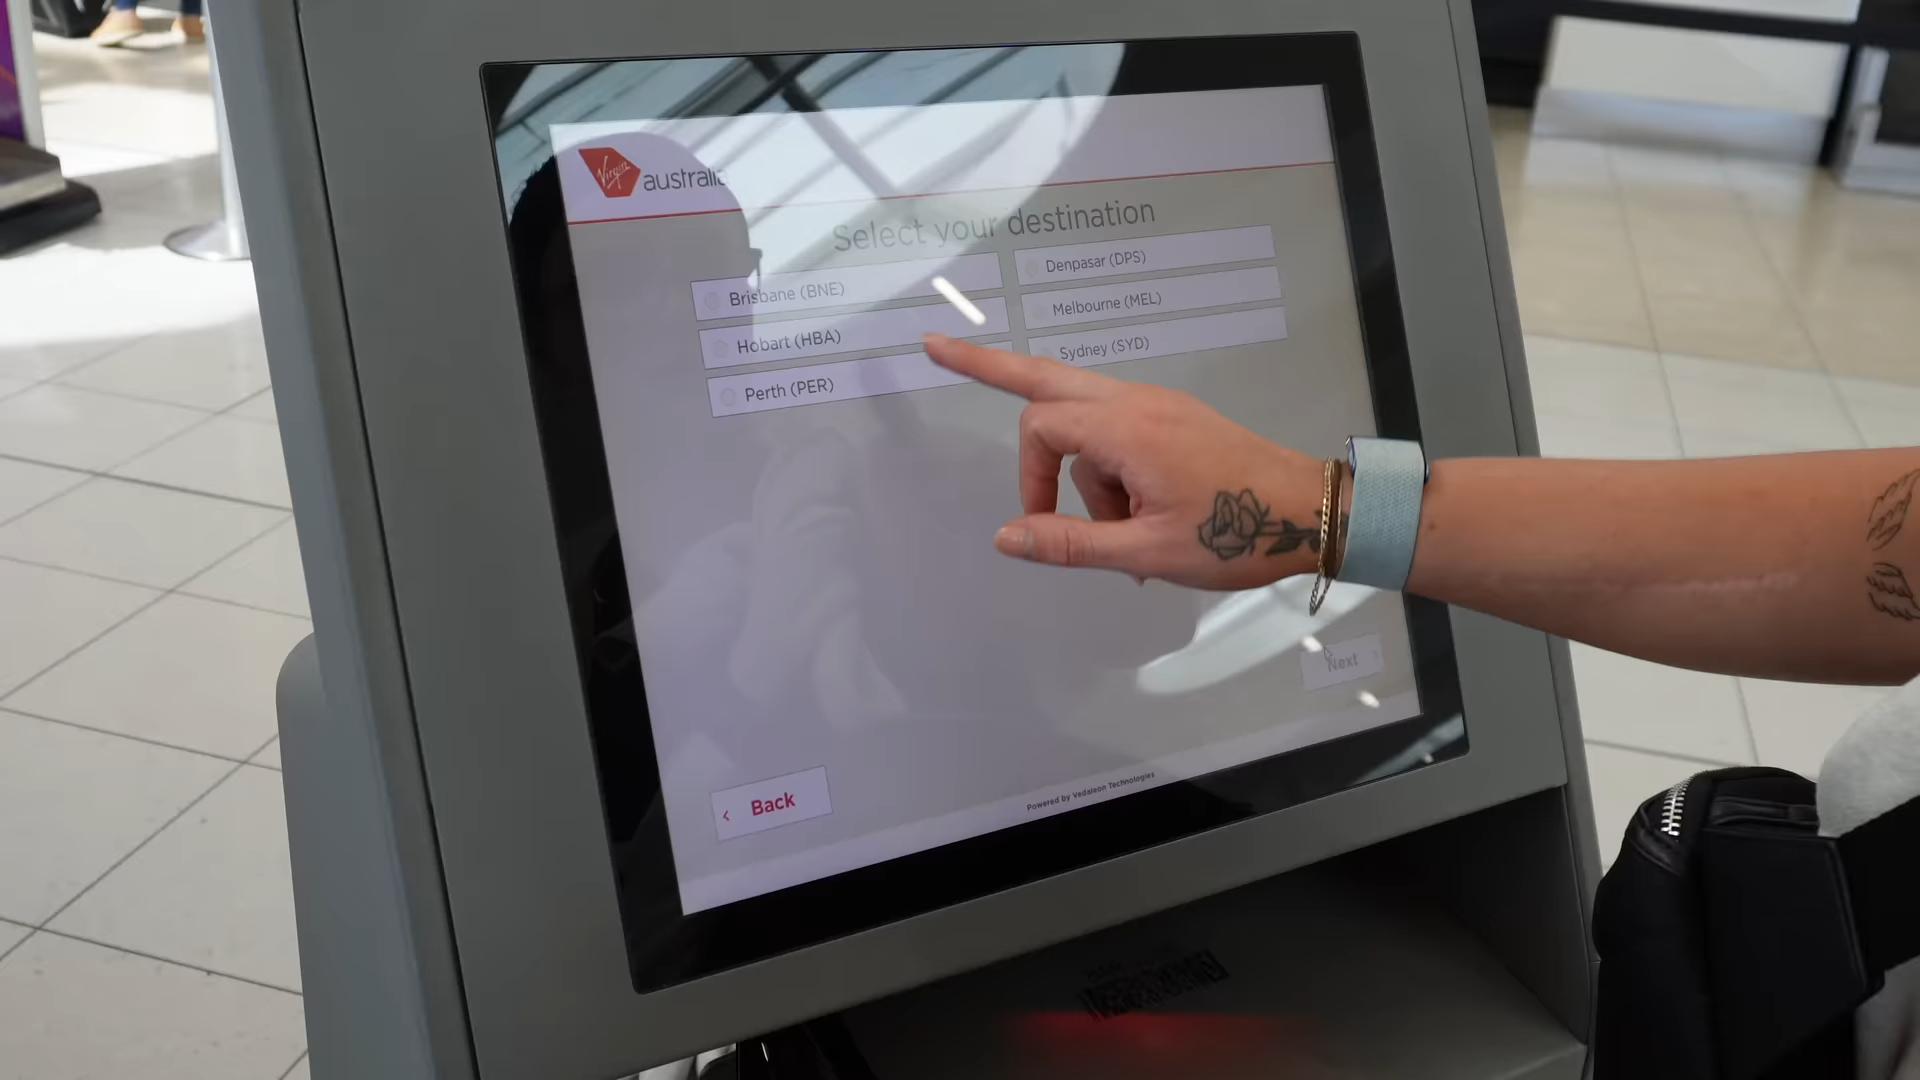 Virgin
australia
Select your destination
Brisbane (BNE)
Denpasar (DPS)
Hobart (HBA)
Melbourne (MEL)
Perth (PER)
Sydney (SYD)
Next
Back
Powered by Vedaleon Technologies